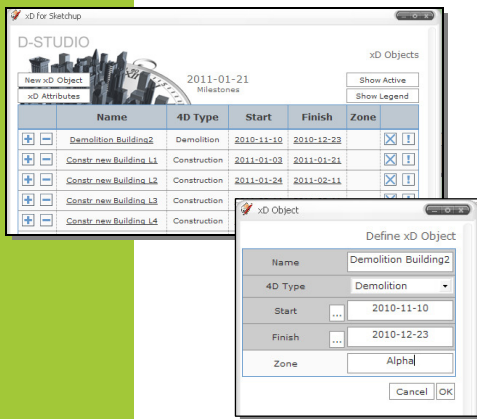 xD for Sketchup
D-STUDIO
xD Objects
New xD Object
xD Attributes
2011-01-21
Milestones
Show Active
Show Legend
Name 4D Type Start Finish Zone
Demolition Building2 Demolition 2010-11-10 2010-12-23
Constr new Building L1 Construction 2011-01-03 2011-01-21
Constr new Building L2 Construction 2011-01-24 2011-02-11
Constr new Building L3 Construction
Constr new Building L4 Construction
xD Object
Define xD Object
Name Demolition Building2
4D Type Demolition
Start ... 2010-11-10
Finish ... 2010-12-23
Zone Alpha
Cancel OK